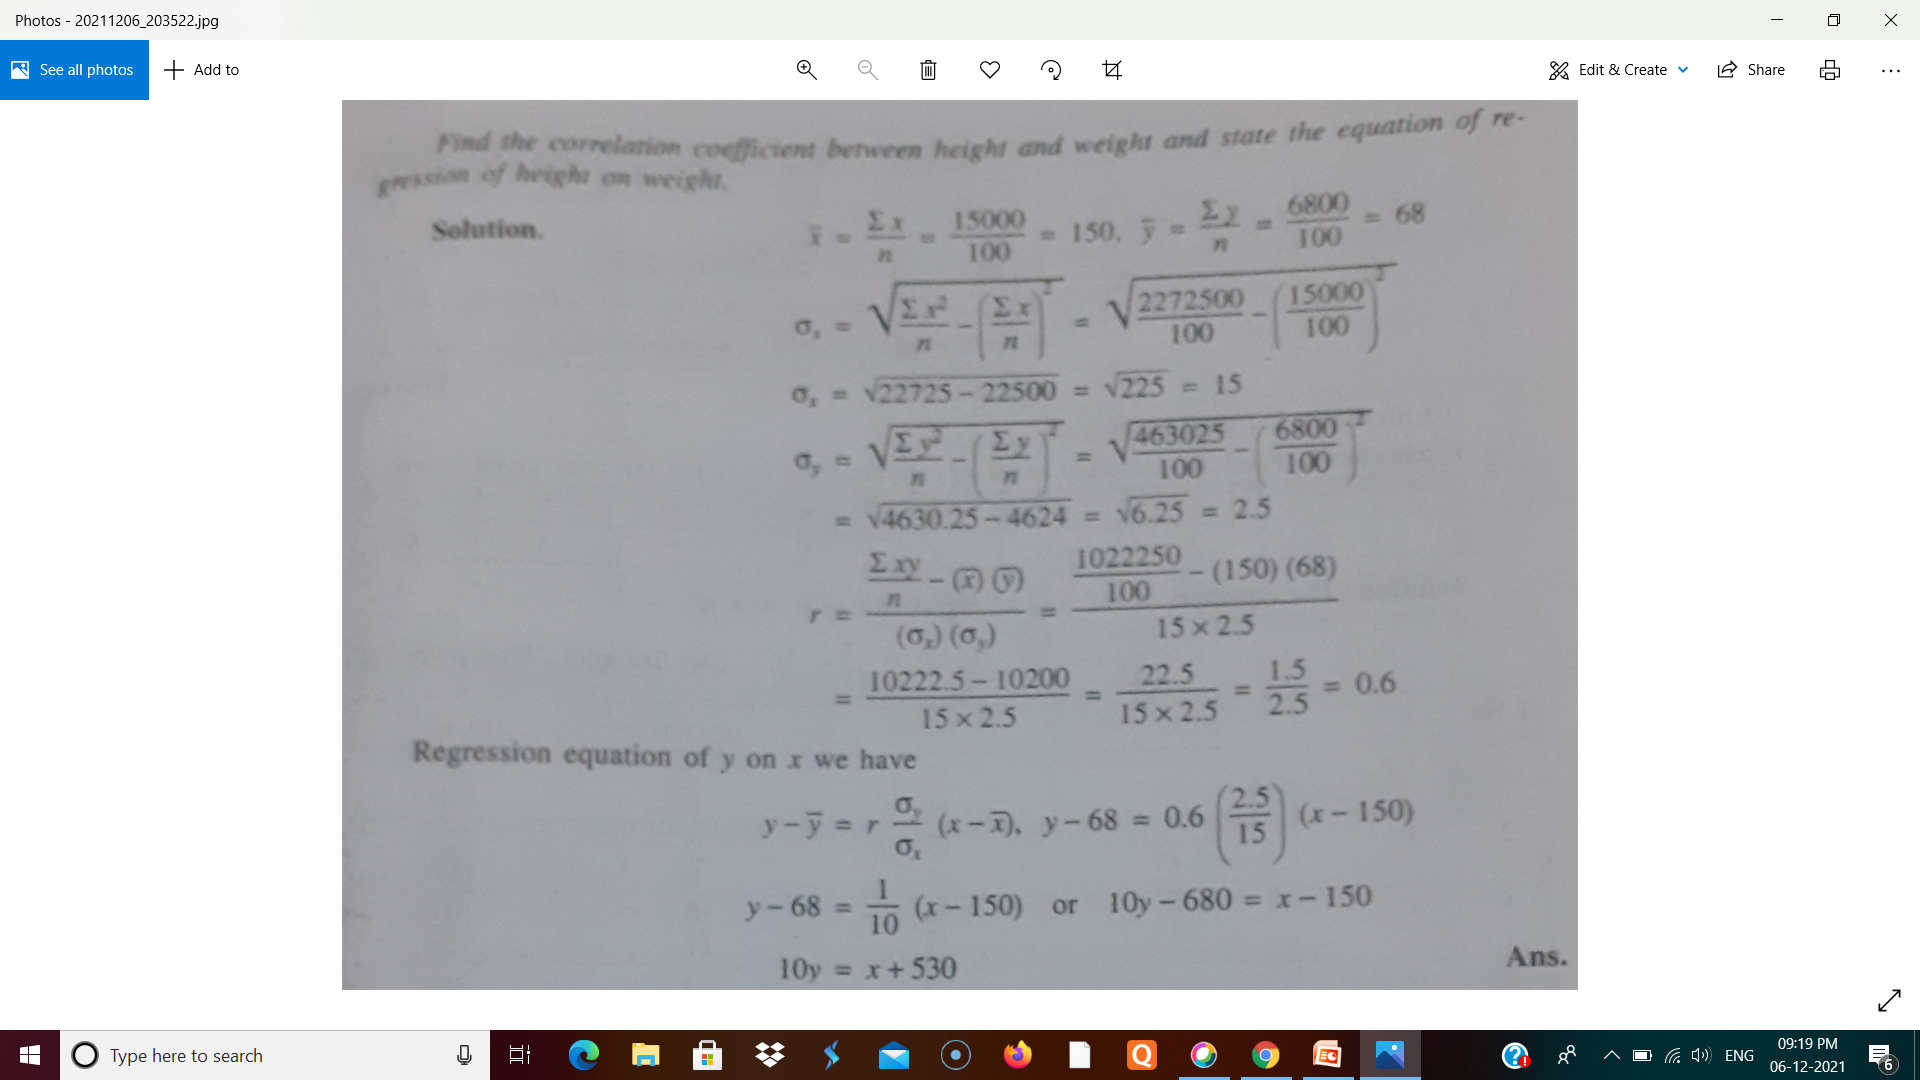 Photos - 20211206_203522.jpg
See all photos
Add to
Edit & Create
Share
Find the correlation coefficient between height and weight and state the equation of re-
gression of height on weight.
Solution. x̄ = Σx/n = 15000/100 = 150, ȳ = Σy/n = 6800/100 = 68
σx = √(Σx²/n − (Σx/n)²) = √(2272500/100 − (15000/100)²)
σx = √(22725 − 22500) = √225 = 15
σy = √(Σy²/n − (Σy/n)²) = √(463025/100 − (6800/100)²)
= √(4630.25 − 4624) = √6.25 = 2.5
r = (Σxy/n − (x̄)(ȳ))/((σx)(σy)) = (1022250/100 − (150)(68))/(15 × 2.5)
= (10222.5 − 10200)/(15 × 2.5) = 22.5/(15 × 2.5) = 1.5/2.5 = 0.6
Regression equation of y on x we have
y − ȳ = r σy/σx (x − x̄), y − 68 = 0.6 (2.5/15) (x − 150)
y − 68 = 1/10 (x − 150) or 10y − 680 = x − 150
10y = x + 530 Ans.
Type here to search
ENG
09:19 PM
06-12-2021
6